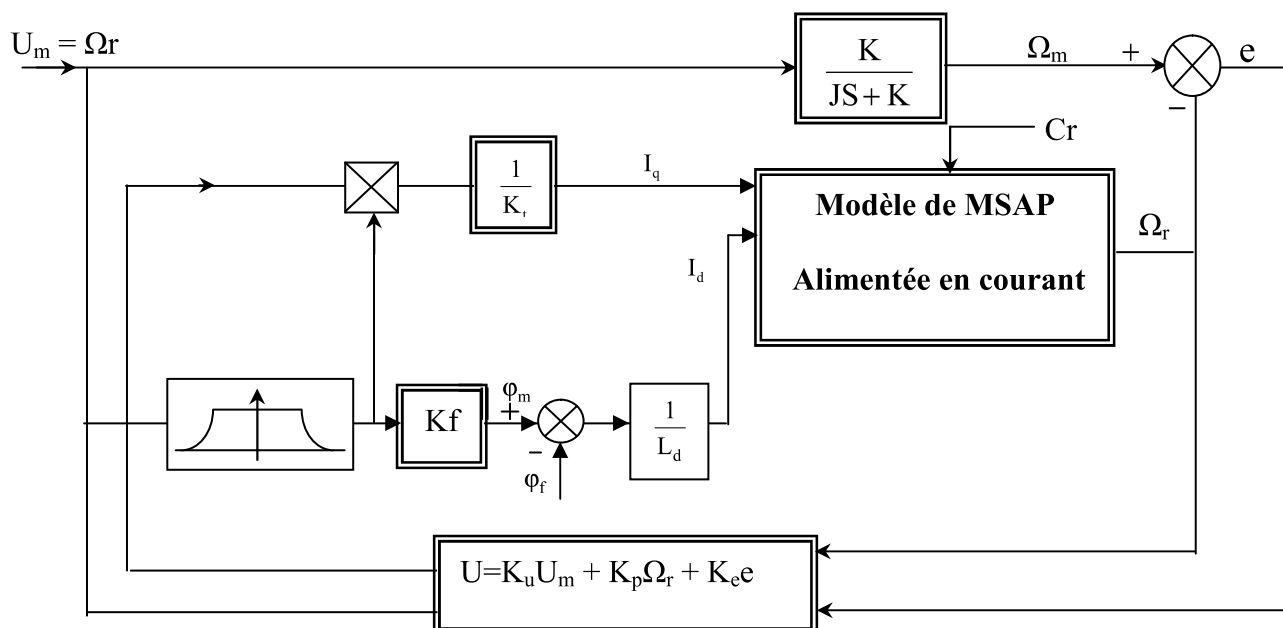 U_m = Ωr
K
JS + K
Ω_m
+
e
−
Cr
1
K_t
I_q
Modèle de MSAP
Alimentée en courant
Ω_r
I_d
Kf
φ_m
+
−
φ_f
1
L_d
U=K_uU_m + K_pΩ_r + K_ee